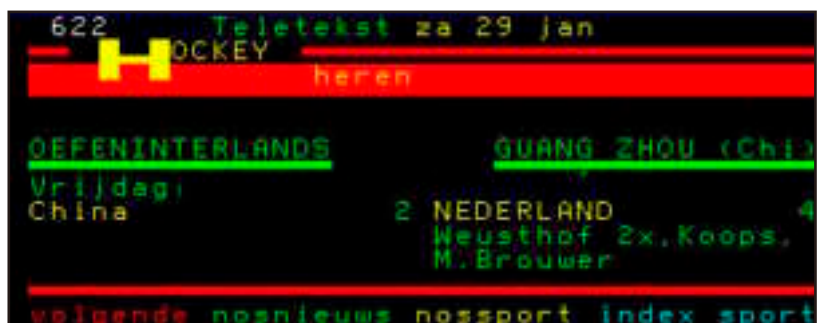 622 Teletekst za 29 jan
HOCKEY
heren
OEFENINTERLANDS GUANG ZHOU (Chi)
Vrijdag:
China 2 NEDERLAND 4
Weusthof 2x,Koops,
M.Brouwer
volgende nosnieuws nossport index sport